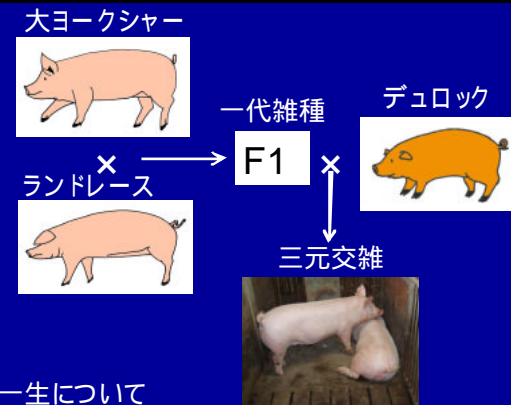 大ヨークシャー
×
ランドレース
一代雑種
F1
×
デュロック
三元交雑
一生について